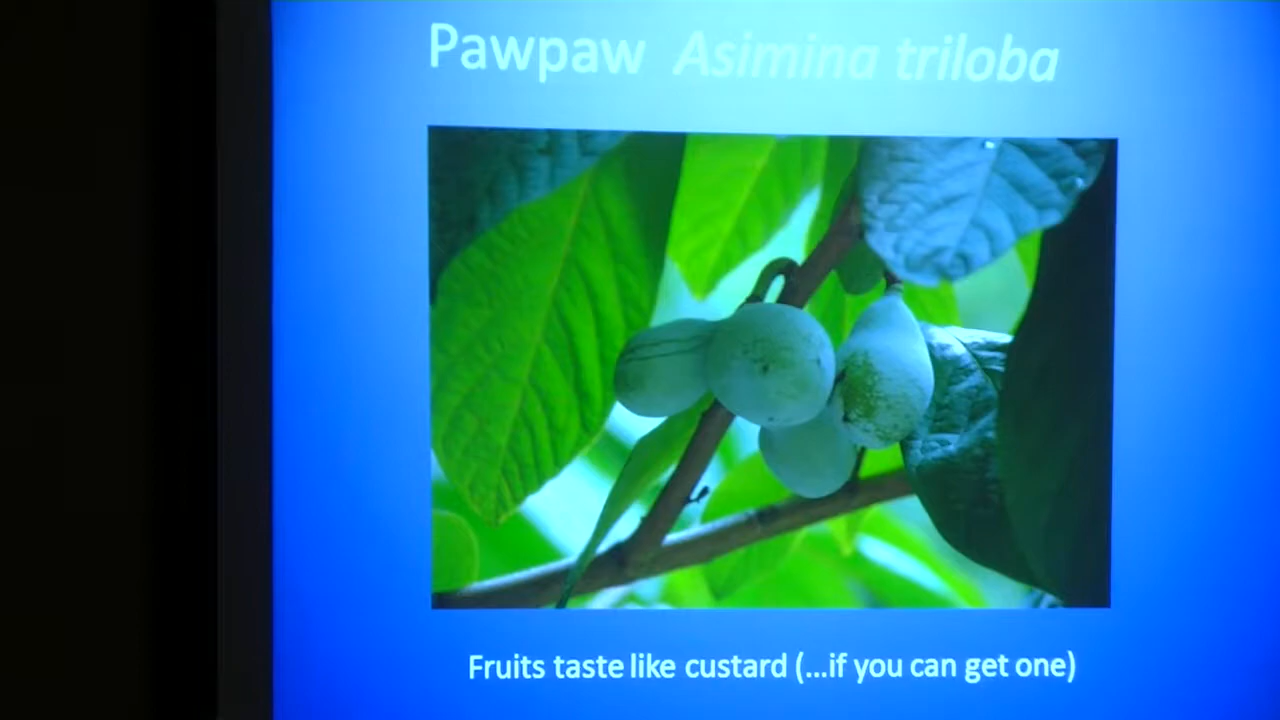 Pawpaw Asimina triloba
Fruits taste like custard (...if you can get one)